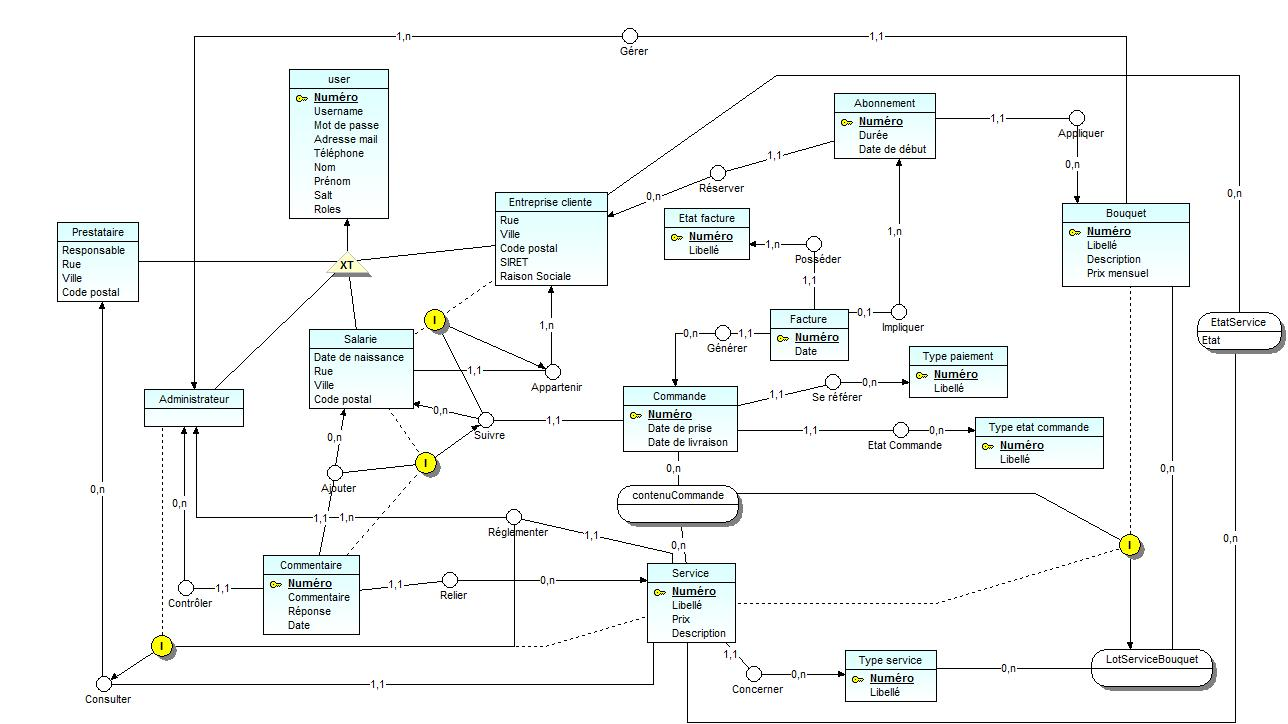 1,n
1,1
Gérer
user
Numéro
Username
Mot de passe
Adresse mail
Téléphone
Nom
Prénom
Salt
Roles
Abonnement
Numéro
Durée
Date de début
1,1
Appliquer
0,n
1,1
Réserver
0,n
Entreprise cliente
Rue
Ville
Code postal
SIRET
Raison Sociale
Etat facture
Numéro
Libellé
Bouquet
Numéro
Libellé
Description
Prix mensuel
0,n
Prestataire
Responsable
Rue
Ville
Code postal
XT
1,n
Posséder
1,1
1,n
EtatService
Etat
Facture
Numéro
Date
0,1
Impliquer
0,n
1,1
Générer
I
1,n
Salarie
Date de naissance
Rue
Ville
Code postal
1,1
Appartenir
Type paiement
Numéro
Libellé
1,1
Se référer
0,n
Administrateur
Commande
Numéro
Date de prise
Date de livraison
0,n
Suivre
1,1
1,1
Etat Commande
0,n
Type etat commande
Numéro
Libellé
0,n
I
Ajouter
0,n
0,n
0,n
contenuCommande
0,n
0,n
1,1
1,n
Réglementer
1,1
0,n
I
0,n
Commentaire
Numéro
Commentaire
Réponse
Date
Contrôler
1,1
1,1
Relier
0,n
Service
Numéro
Libellé
Prix
Description
I
1,1
Concerner
0,n
Type service
Numéro
Libellé
0,n
LotServiceBouquet
Consulter
1,1